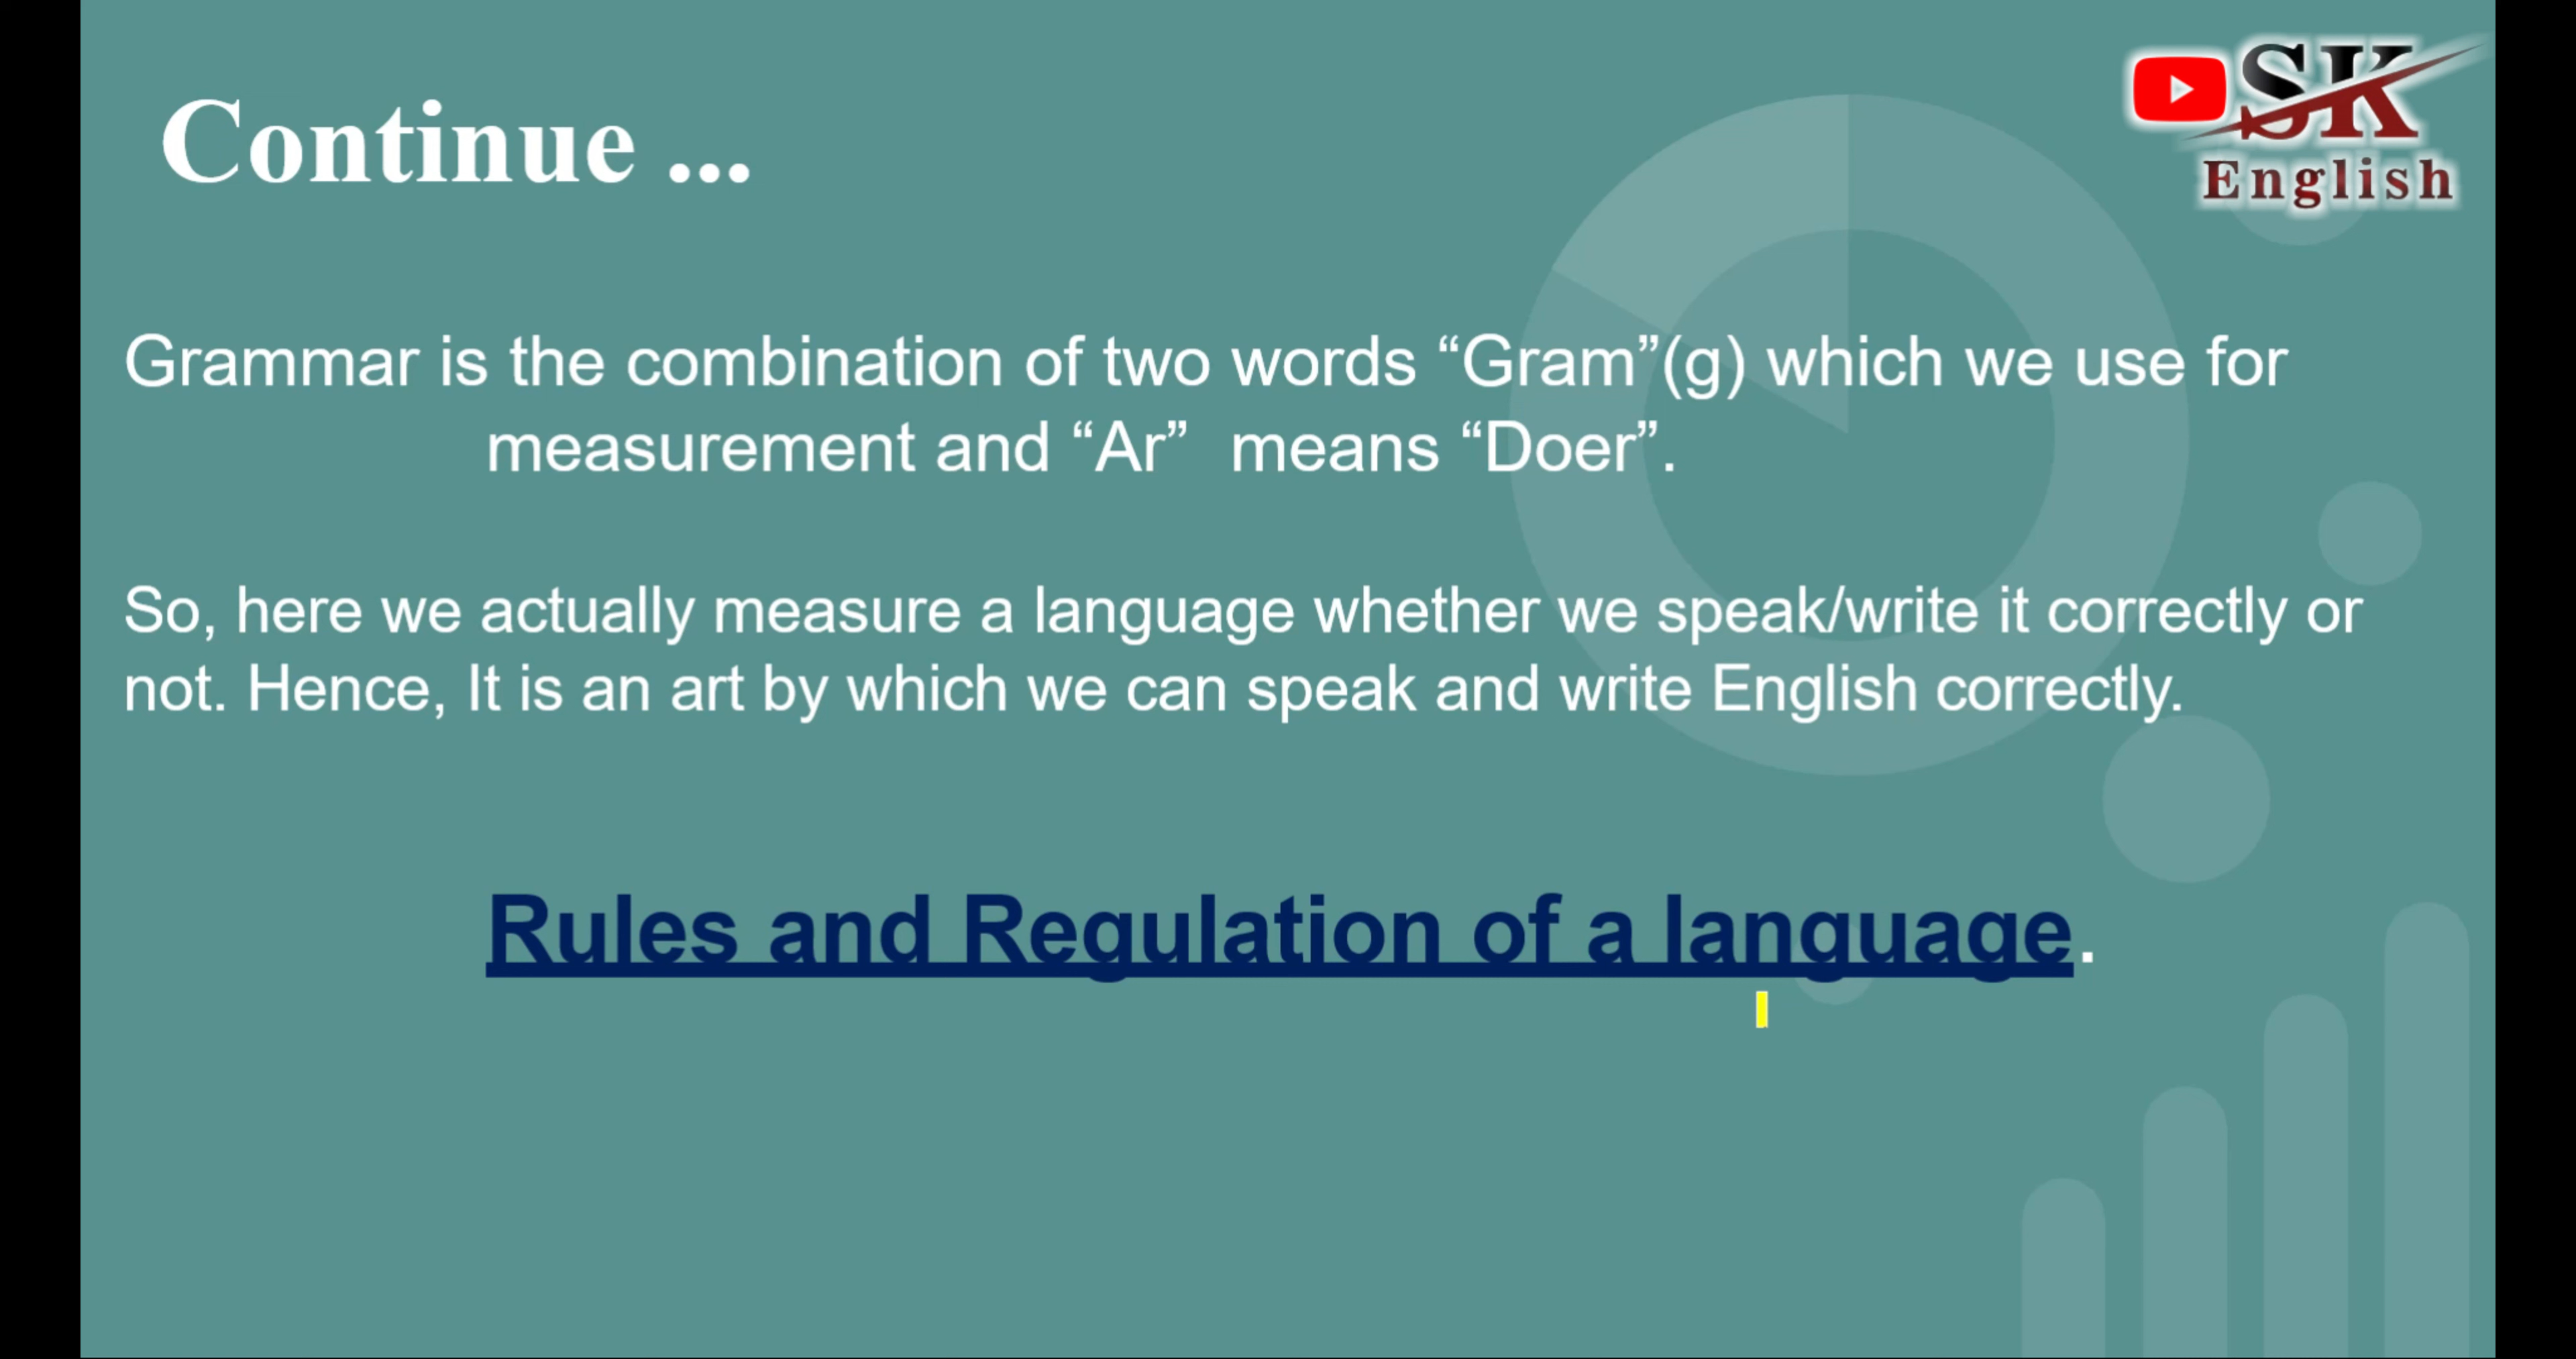 Continue ...
SK
English
Grammar is the combination of two words “Gram”(g) which we use for
measurement and “Ar” means “Doer”.
So, here we actually measure a language whether we speak/write it correctly or
not. Hence, It is an art by which we can speak and write English correctly.
Rules and Regulation of a language.